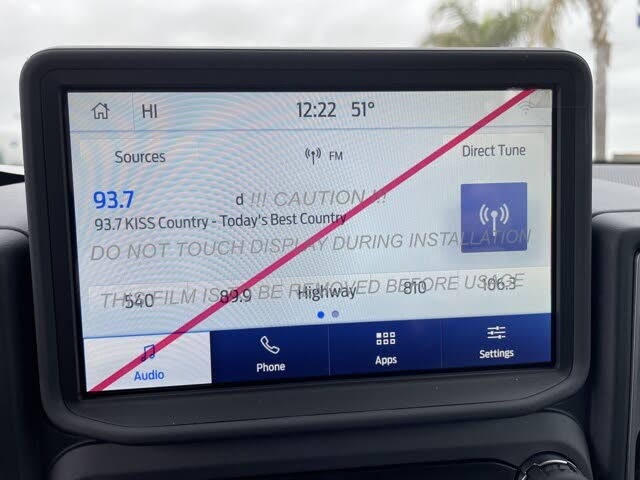 HI 12:22 51°
Sources FM Direct Tune
93.7 d
!!! CAUTION !!!
93.7 KISS Country - Today's Best Country
DO NOT TOUCH DISPLAY DURING INSTALLATION
THIS FILM IS BE REMOVED BEFORE USAGE
540 89.9 Highway 810 106.3
Audio Phone Apps Settings